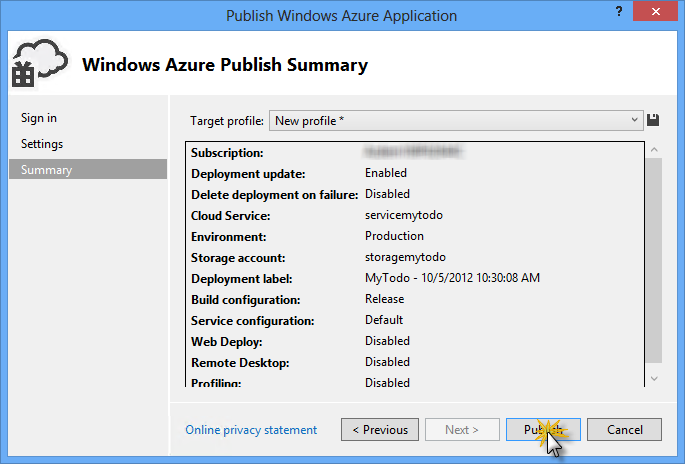 Publish Windows Azure Application
?
Windows Azure Publish Summary
Sign in
Settings
Summary
Target profile: New profile *
Subscription:
Deployment update: Enabled
Delete deployment on failure: Disabled
Cloud Service: servicemytodo
Environment: Production
Storage account: storagemytodo
Deployment label: MyTodo - 10/5/2012 10:30:08 AM
Build configuration: Release
Service configuration: Default
Web Deploy: Disabled
Remote Desktop: Disabled
Profiling: Disabled
Online privacy statement
< Previous
Next >
Publish
Cancel